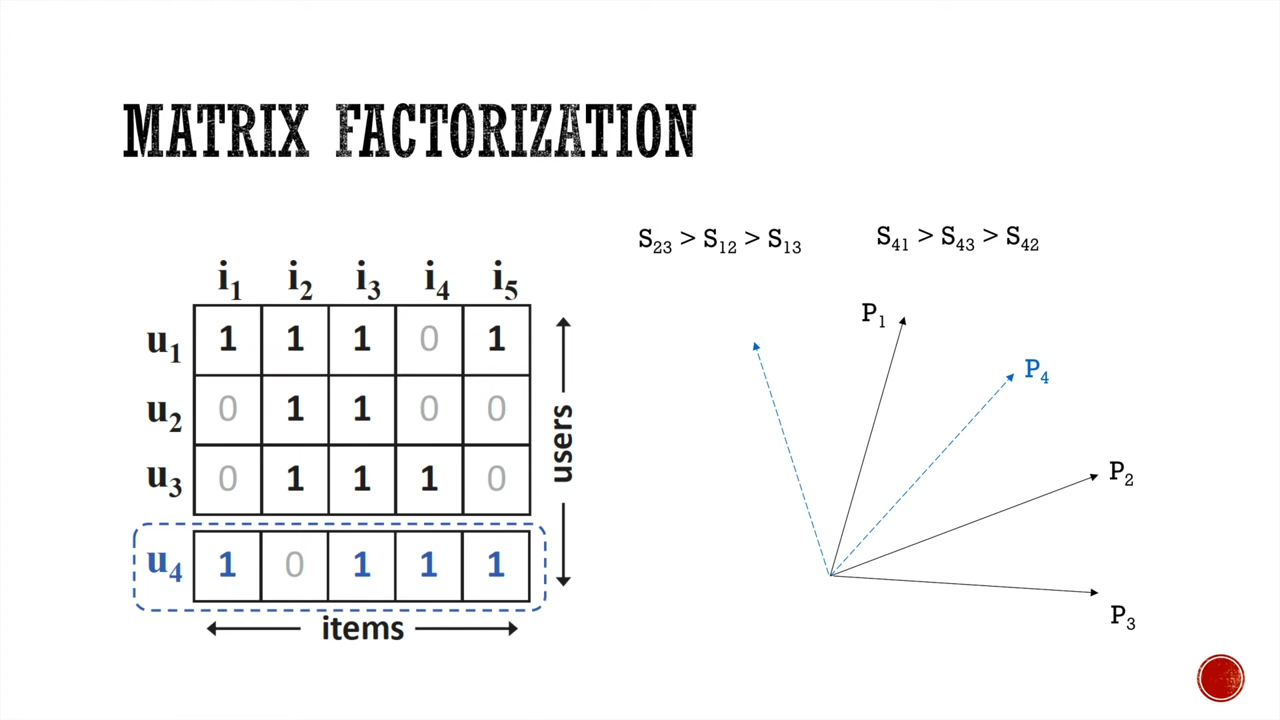 MATRIX FACTORIZATION
S₂₃ > S₁₂ > S₁₃
S₄₁ > S₄₃ > S₄₂
i₁ i₂ i₃ i₄ i₅
u₁ 1 1 1 0 1
u₂ 0 1 1 0 0
u₃ 0 1 1 1 0
u₄ 1 0 1 1 1
users
items
P₁
P₄
P₂
P₃